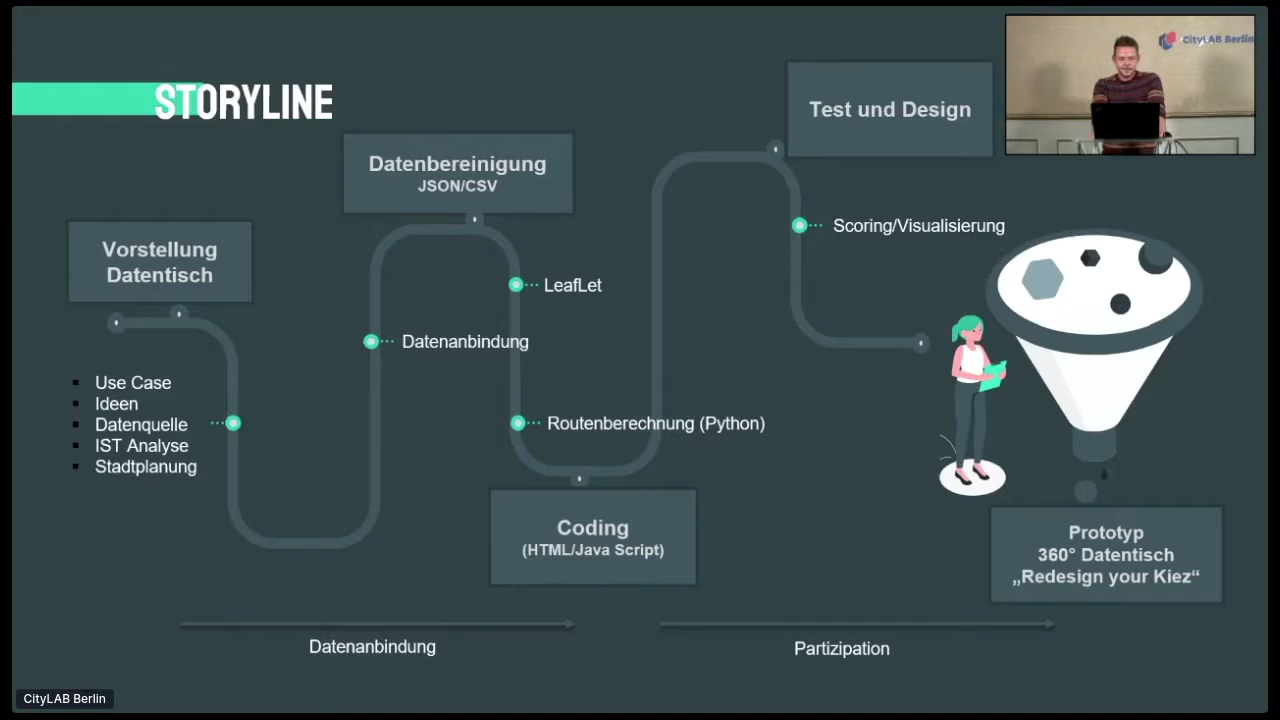 STORYLINE
CityLAB Berlin
Test und Design
Datenbereinigung
JSON/CSV
Vorstellung
Datentisch
Scoring/Visualisierung
LeafLet
Datenanbindung
Use Case
Ideen
Datenquelle
IST Analyse
Stadtplanung
Routenberechnung (Python)
Coding
(HTML/Java Script)
Prototyp
360° Datentisch
„Redesign your Kiez“
Datenanbindung
Partizipation
CityLAB Berlin